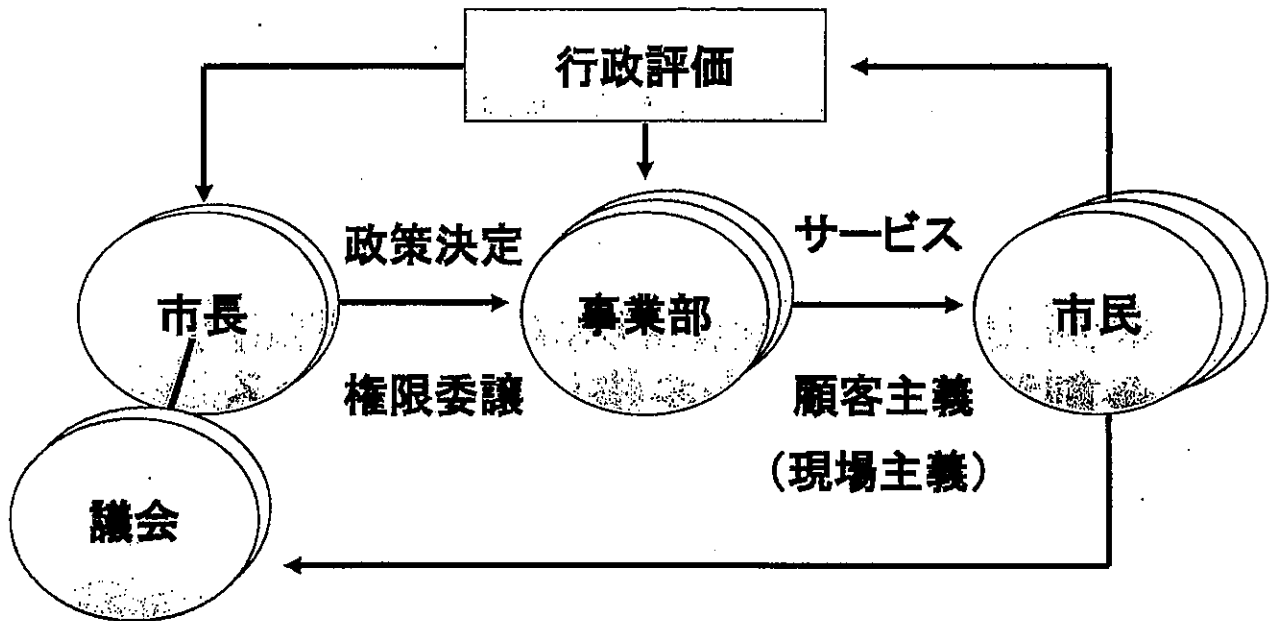 行政評価
政策決定
サービス
市長
事業部
市民
権限委譲
顧客主義
（現場主義）
議会